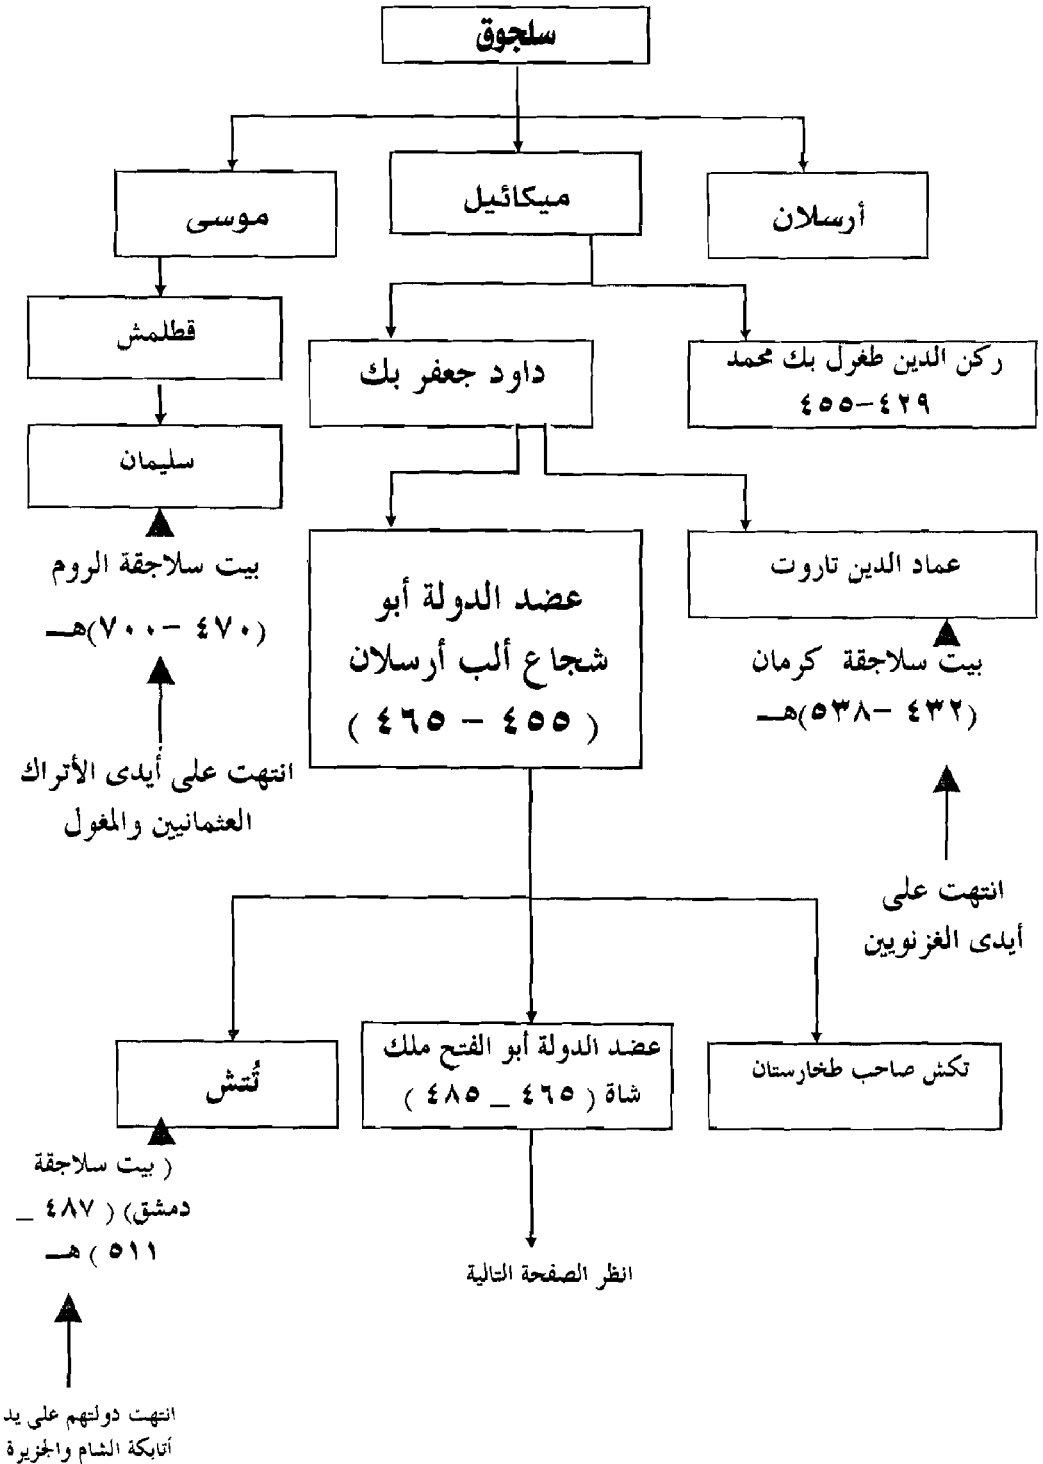 سلجوق
أرسلان
ميكائيل
موسى
قطلمش
سليمان
بيت سلاجقة الروم
(٤٧٠ – ٧٠٠)هـ
انتهت على أيدى الأتراك
العثمانيين والمغول
ركن الدين طغرل بك محمد
٤٢٩–٤٥٥
داود جعفر بك
عماد الدين تاروت
بيت سلاجقة كرمان
(٤٣٢ – ٥٣٨)هـ
انتهت على
أيدى الغزنويين
عضد الدولة أبو
شجاع ألب أرسلان
( ٤٥٥ – ٤٦٥ )
تكش صاحب طخارستان
عضد الدولة أبو الفتح ملك
شاة ( ٤٦٥ _ ٤٨٥ )
انظر الصفحة التالية
تُتش
( بيت سلاجقة
دمشق) ( ٤٨٧ _
٥١١ ) هـ
انتهت دولتهم على يد
أتابكة الشام والجزيرة